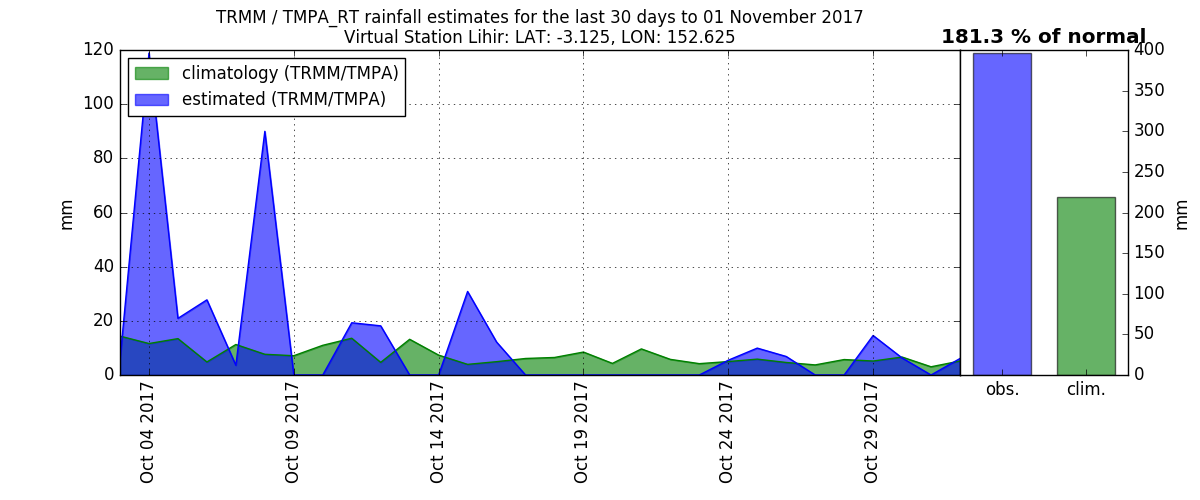 TRMM / TMPA_RT rainfall estimates for the last 30 days to 01 November 2017
Virtual Station Lihir: LAT: -3.125, LON: 152.625
181.3 % of normal
climatology (TRMM/TMPA)
estimated (TRMM/TMPA)
mm
120
100
80
60
40
20
0
Oct 04 2017
Oct 09 2017
Oct 14 2017
Oct 19 2017
Oct 24 2017
Oct 29 2017
obs.
clim.
400
350
300
250
200
150
100
50
0
mm